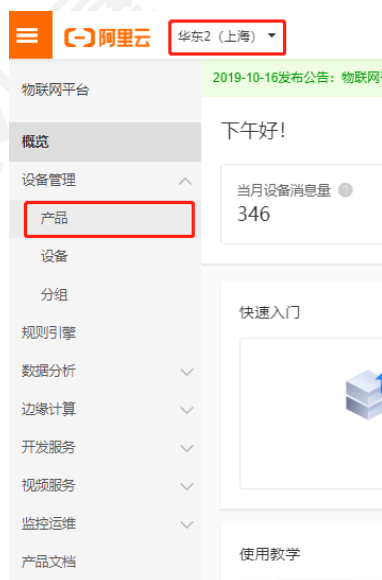 阿里云 华东2（上海）
物联网平台
2019-10-16发布公告：物联网
概览
下午好!
设备管理
当月设备消息量
346
产品
设备
分组
快速入门
规则引擎
数据分析
边缘计算
开发服务
视频服务
监控运维
使用教学
产品文档